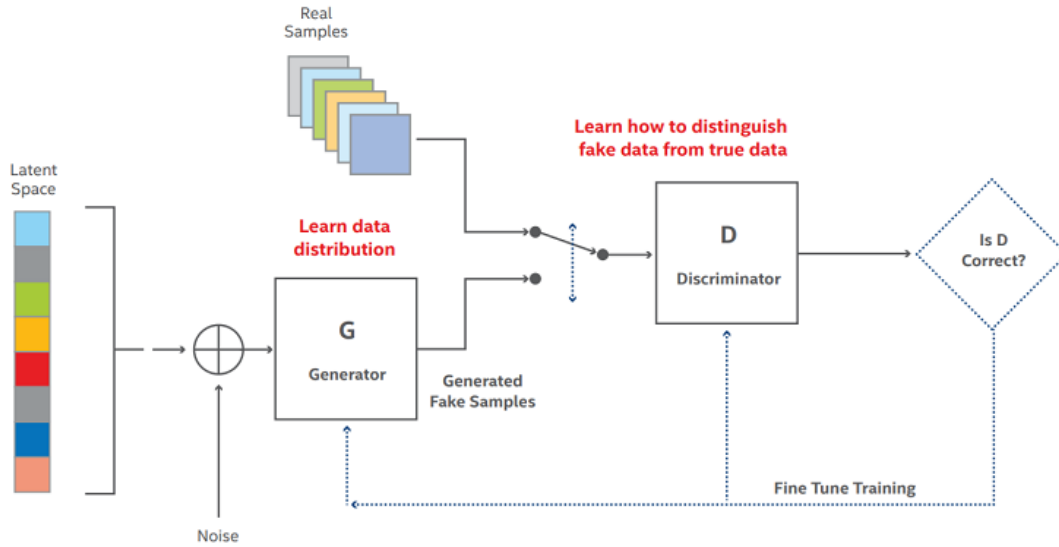 Real
Samples
Learn how to distinguish
fake data from true data
Latent
Space
Learn data
distribution
D
Discriminator
Is D
Correct?
G
Generator
Generated
Fake Samples
Fine Tune Training
Noise